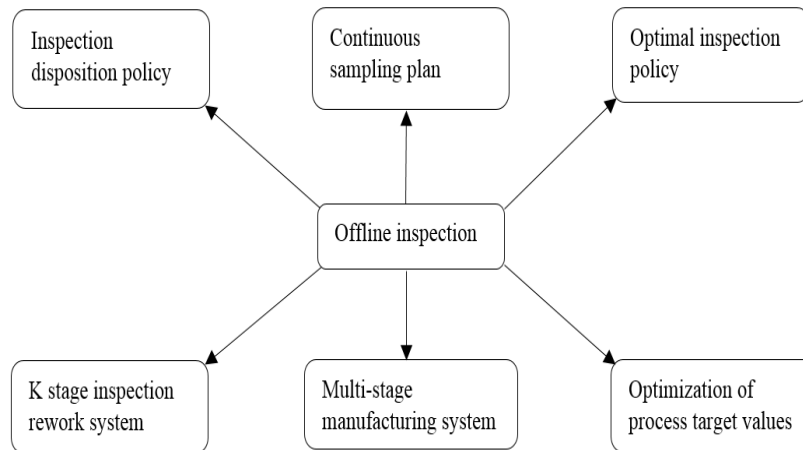 Inspection
disposition policy
Continuous
sampling plan
Optimal inspection
policy
Offline inspection
K stage inspection
rework system
Multi-stage
manufacturing system
Optimization of
process target values